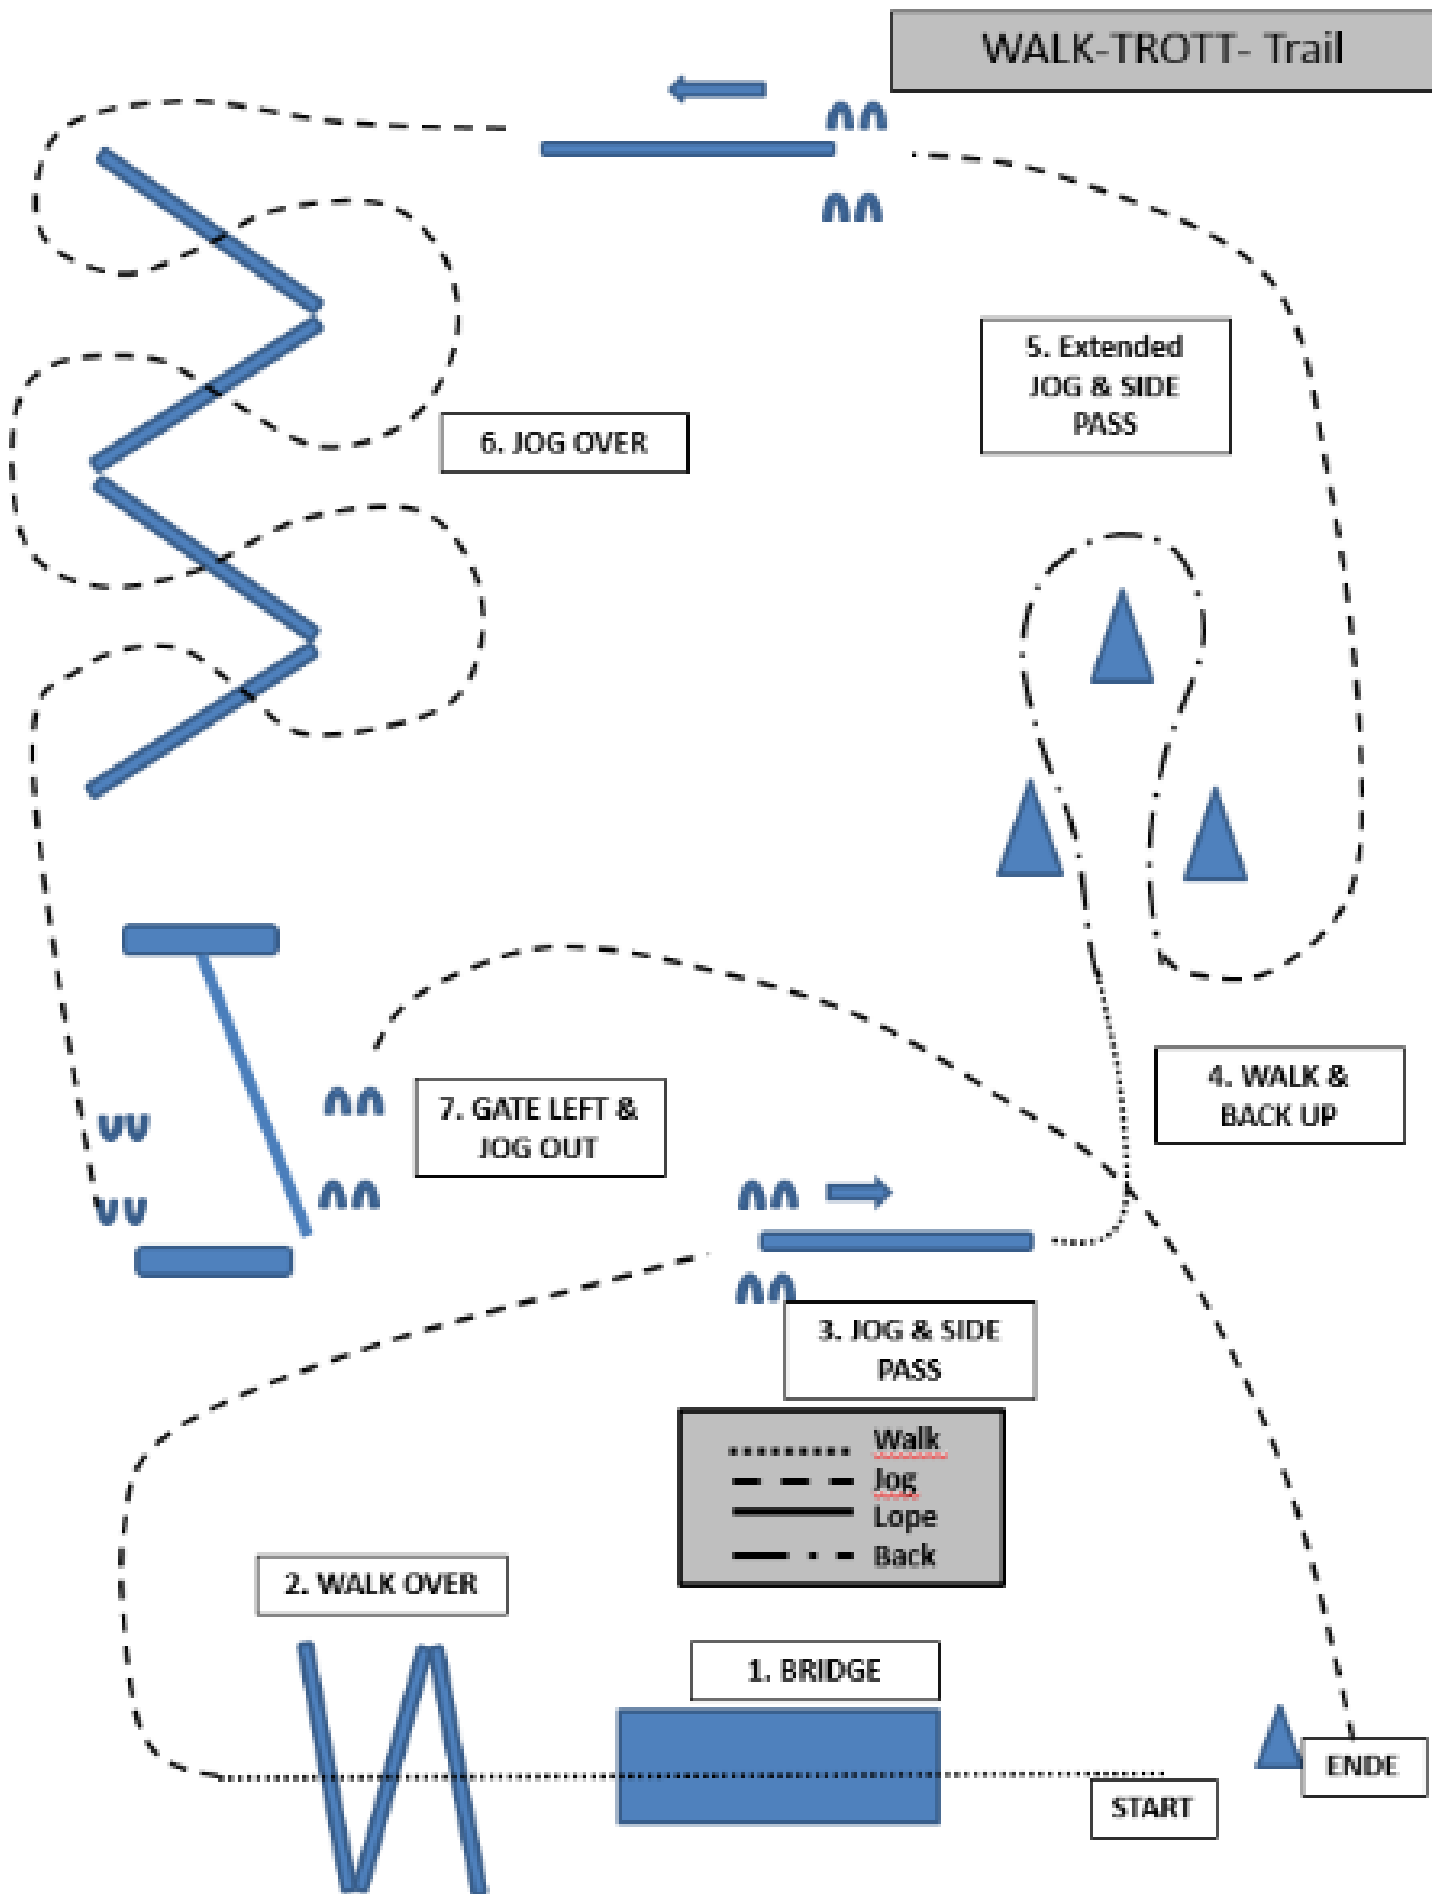 WALK-TROTT- Trail
5. Extended
JOG & SIDE
PASS
6. JOG OVER
4. WALK &
BACK UP
7. GATE LEFT &
JOG OUT
3. JOG & SIDE
PASS
Walk
Jog
Lope
Back
2. WALK OVER
1. BRIDGE
ENDE
START